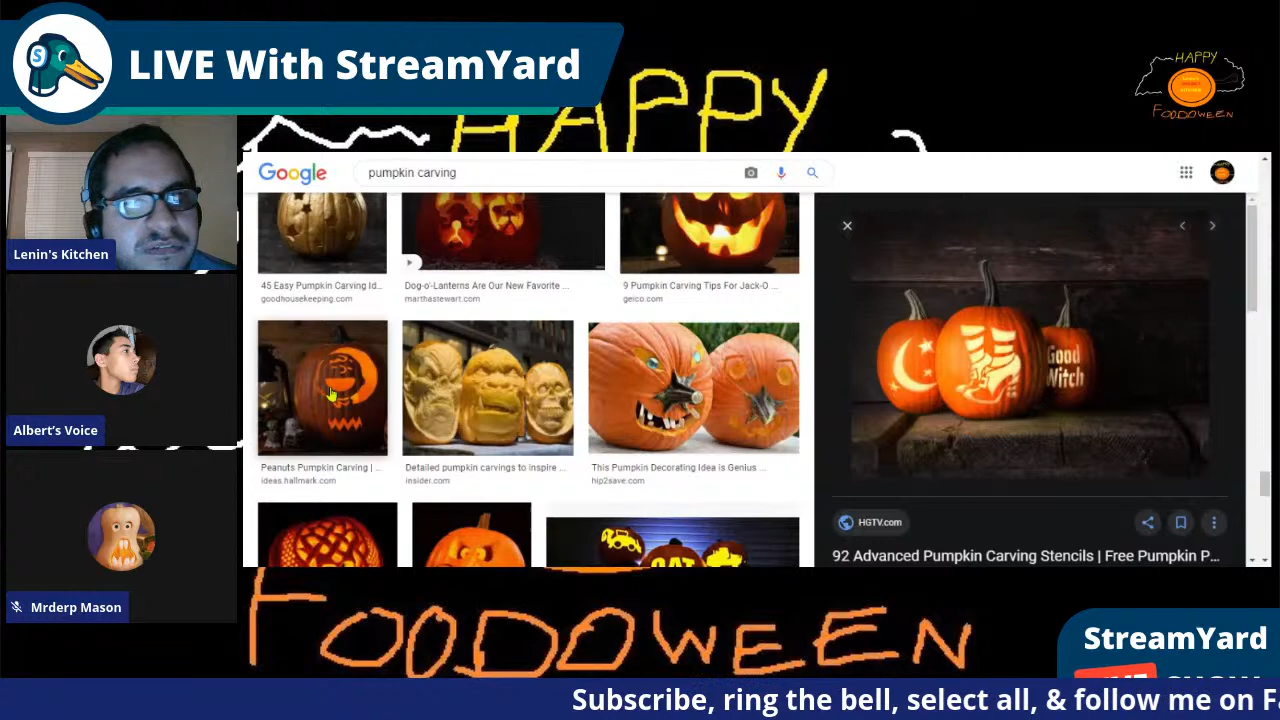 LIVE With StreamYard
HAPPY
HAPPY
FOODOWEEN
Lenin's Kitchen
Albert's Voice
Mrderp Mason
Google
pumpkin carving
45 Easy Pumpkin Carving Id...
goodhousekeeping.com
Dog-o'-Lanterns Are Our New Favorite ...
marthastewart.com
9 Pumpkin Carving Tips For Jack-O ...
geico.com
Peanuts Pumpkin Carving | ...
ideas.hallmark.com
Detailed pumpkin carvings to inspire ...
insider.com
This Pumpkin Decorating Idea is Genius ...
hip2save.com
Good
Witch
HGTV.com
92 Advanced Pumpkin Carving Stencils | Free Pumpkin P...
FOODOWEEN
StreamYard
Subscribe, ring the bell, select all, & follow me on